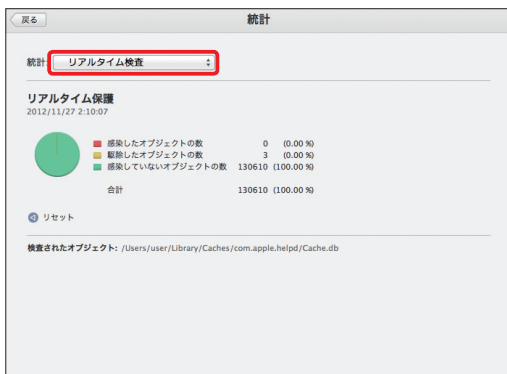 戻る
統計
統計: リアルタイム検査
リアルタイム保護
2012/11/27 2:10:07
感染したオブジェクトの数 0 (0.00 %)
駆除したオブジェクトの数 3 (0.00 %)
感染していないオブジェクトの数 130610 (100.00 %)
合計 130610 (100.00 %)
リセット
検査されたオブジェクト: /Users/user/Library/Caches/com.apple.helpd/Cache.db